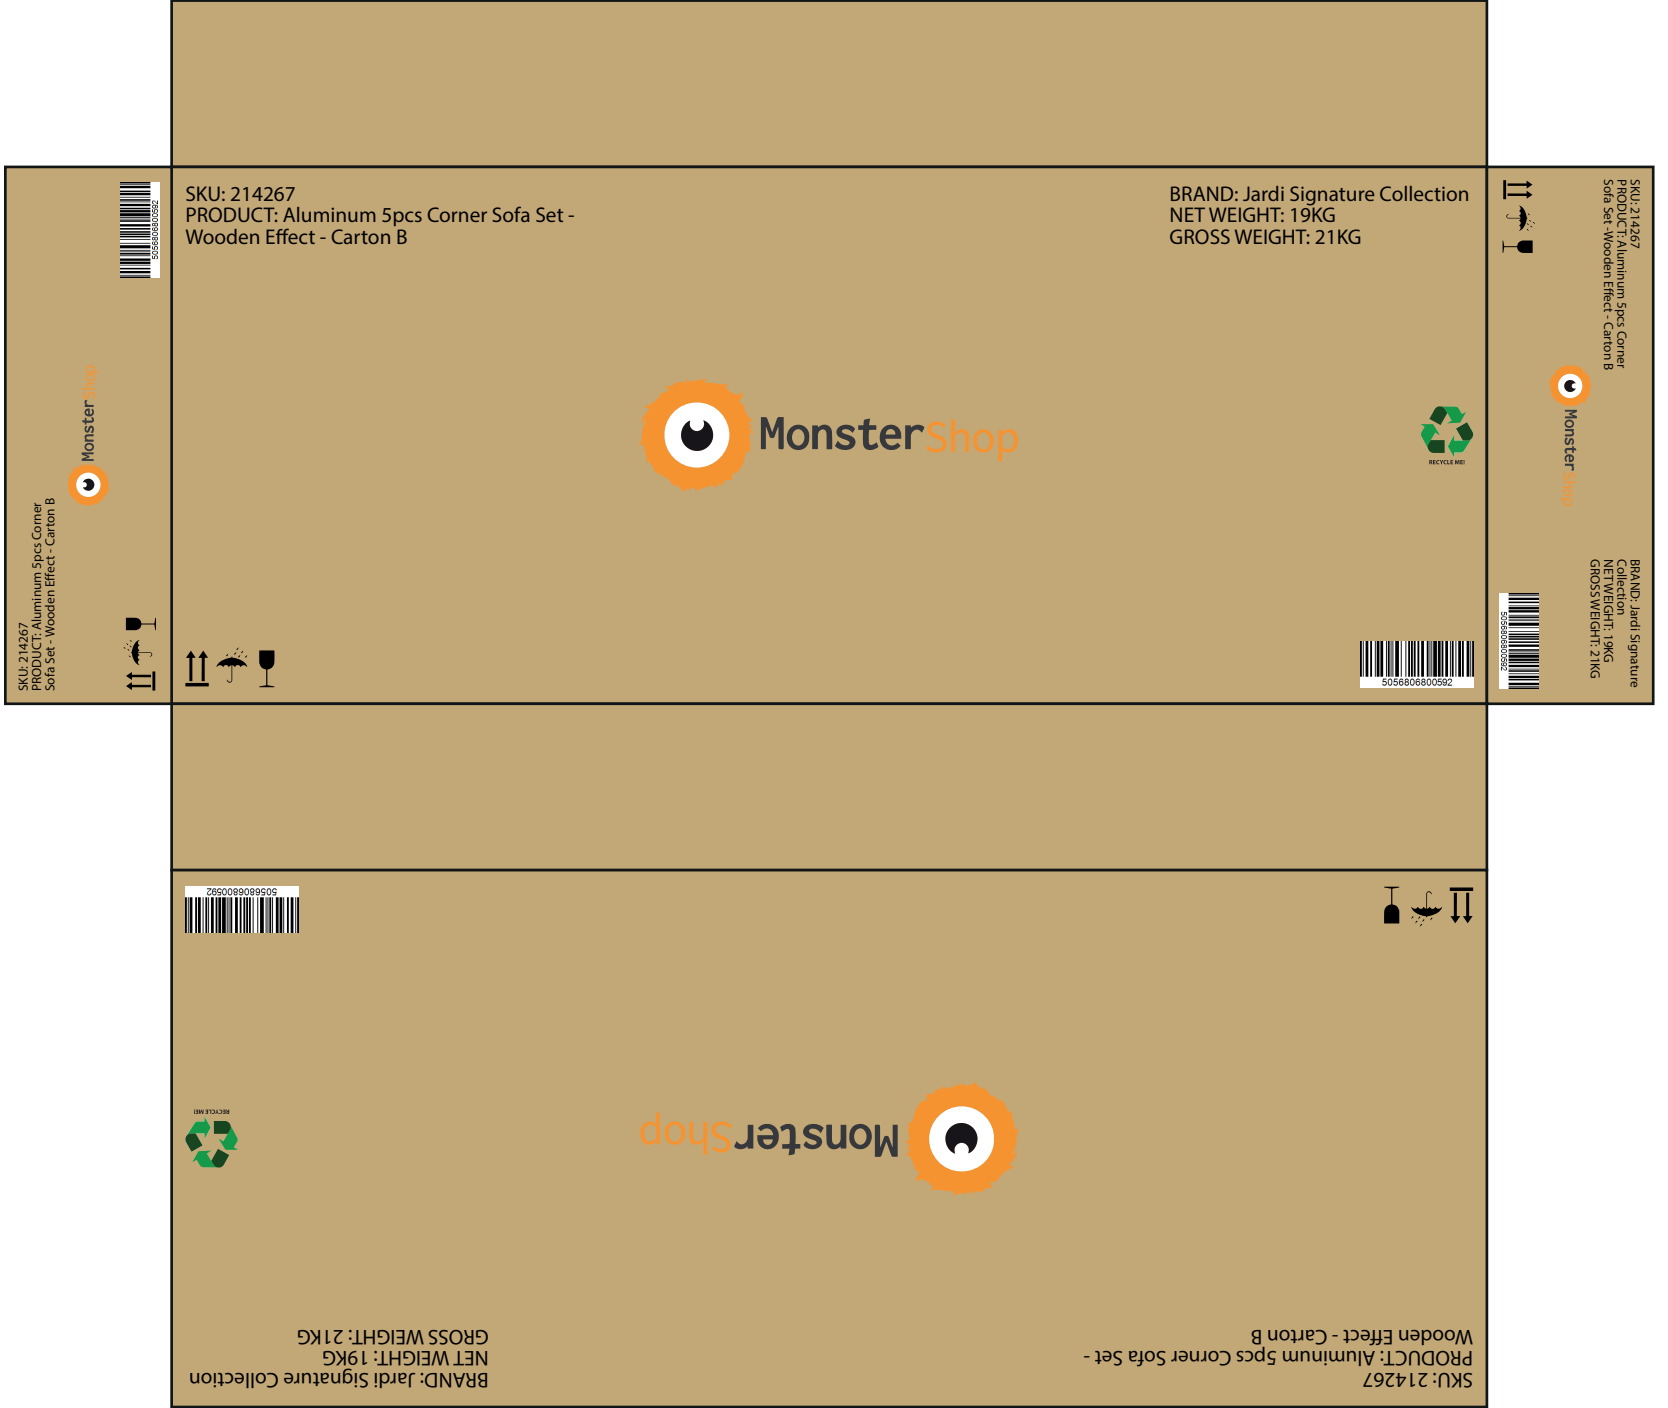 SKU: 214267
PRODUCT: Aluminum 5pcs Corner Sofa Set -
Wooden Effect - Carton B
BRAND: Jardi Signature Collection
NET WEIGHT: 19KG
GROSS WEIGHT: 21KG
MonsterShop
RECYCLE ME!
5056806800592
5056806800592
MonsterShop
SKU: 214267
PRODUCT: Aluminum 5pcs Corner
Sofa Set - Wooden Effect - Carton B
SKU: 214267
PRODUCT: Aluminum 5pcs Corner
Sofa Set -Wooden Effect - Carton B
MonsterShop
BRAND: Jardi Signature
Collection
NET WEIGHT: 19KG
GROSS WEIGHT: 21KG
5056806800592
SKU: 214267
PRODUCT: Aluminum 5pcs Corner Sofa Set -
Wooden Effect - Carton B
BRAND: Jardi Signature Collection
NET WEIGHT: 19KG
GROSS WEIGHT: 21KG
MonsterShop
RECYCLE ME!
5056806800592